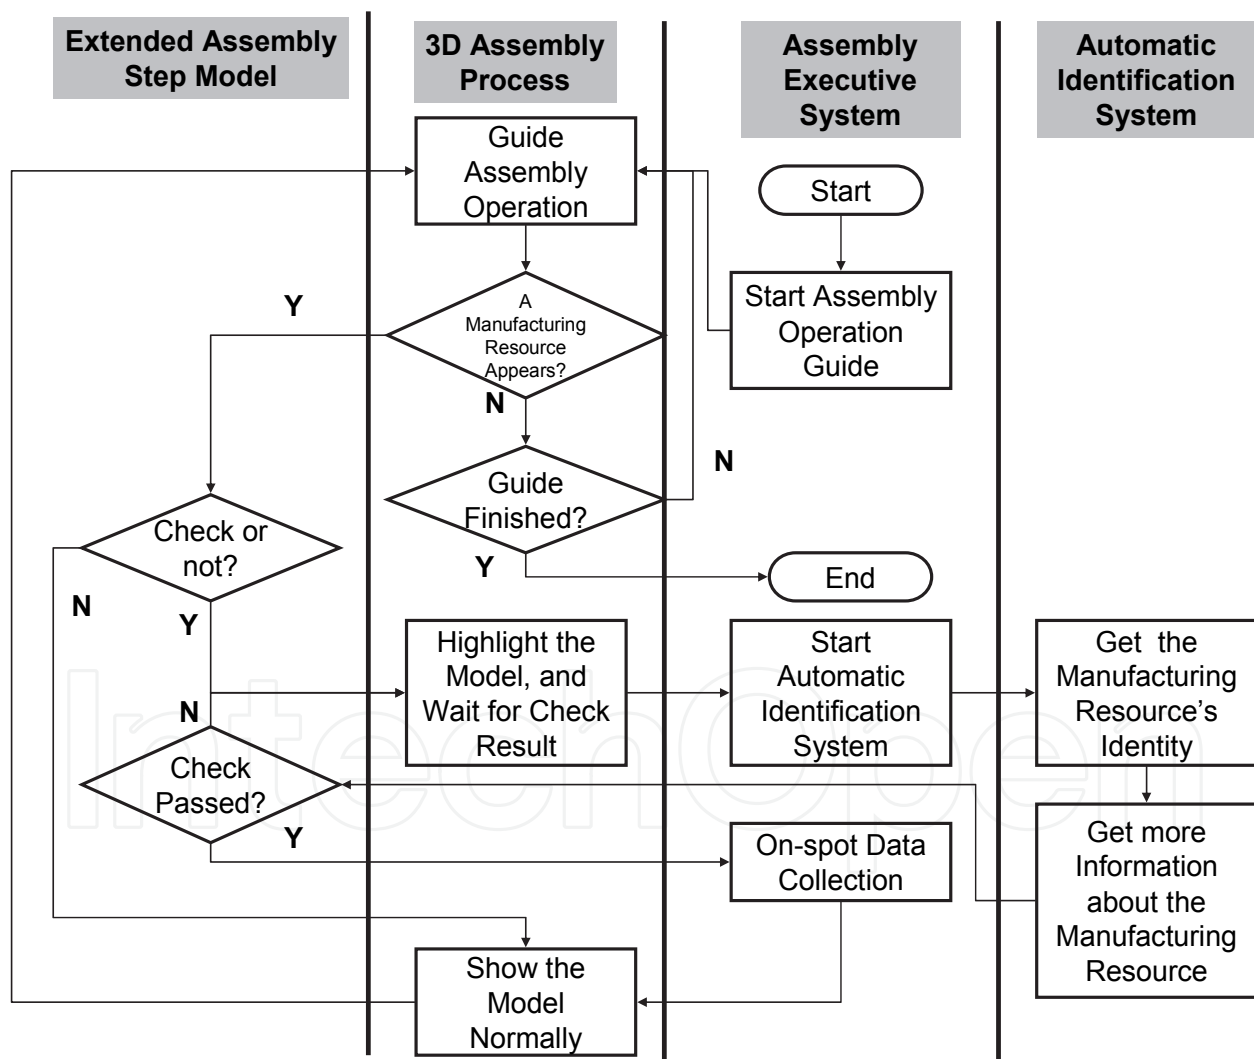 Extended Assembly
Step Model
3D Assembly
Process
Assembly
Executive
System
Automatic
Identification
System
Guide
Assembly
Operation
Start
Start Assembly
Operation
Guide
A
Manufacturing
Resource
Appears?
Y
N
Guide
Finished?
N
Y
End
Check or
not?
N
Y
Highlight the
Model, and
Wait for Check
Result
Start
Automatic
Identification
System
Get the
Manufacturing
Resource’s
Identity
N
Check
Passed?
Y
On-spot Data
Collection
Get more
Information
about the
Manufacturing
Resource
Show the
Model
Normally
IntechOpen